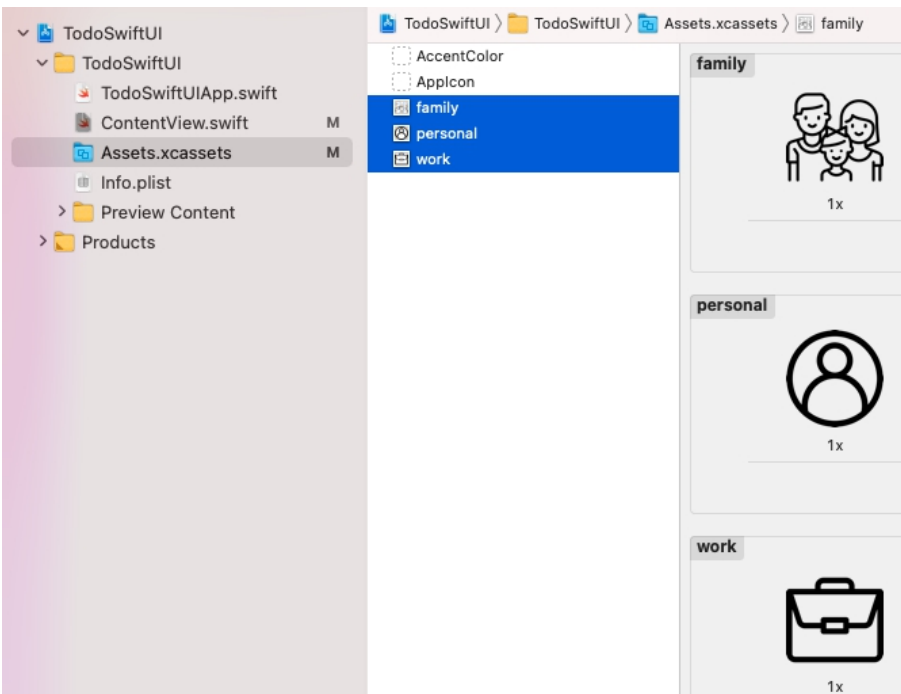 TodoSwiftUI
TodoSwiftUI
TodoSwiftUIApp.swift
ContentView.swift M
Assets.xcassets M
Info.plist
Preview Content
Products
TodoSwiftUI 〉 TodoSwiftUI 〉 Assets.xcassets 〉 family
AccentColor
AppIcon
family
personal
work
family
1x
personal
1x
work
1x